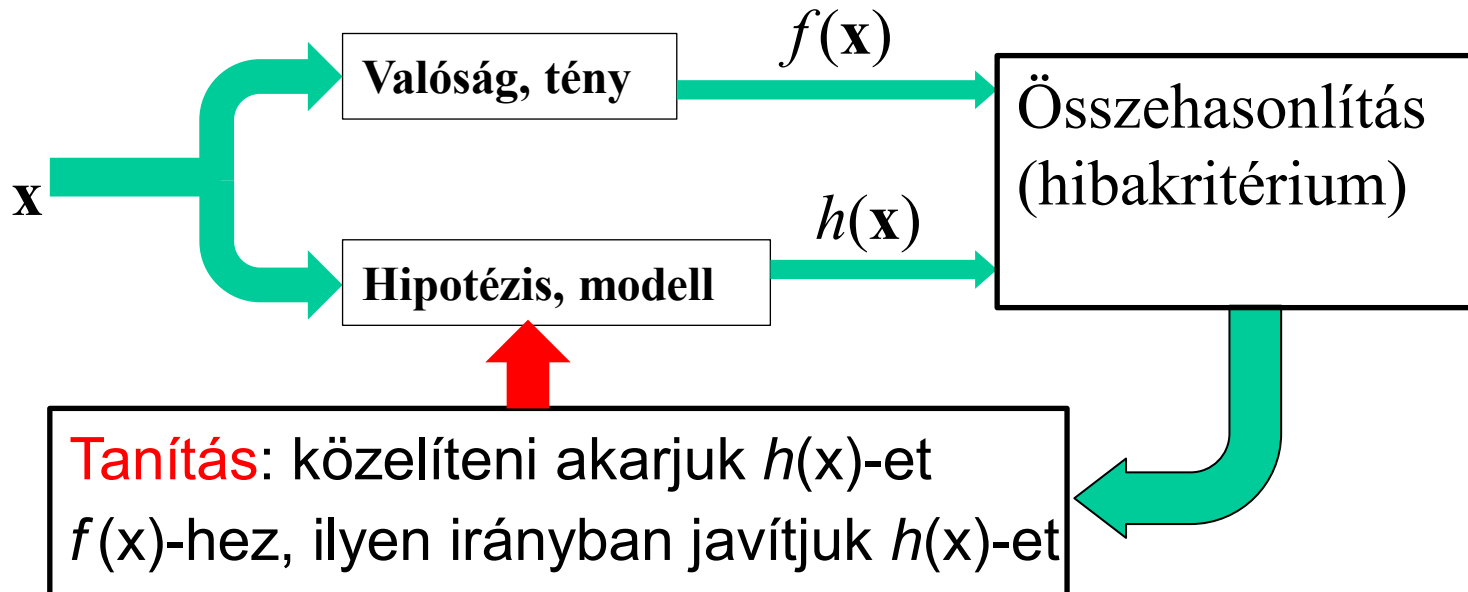 f(x)
Valóság, tény
Összehasonlítás
(hibakritérium)
x
h(x)
Hipotézis, modell
Tanítás: közelíteni akarjuk h(x)-et
f (x)-hez, ilyen irányban javítjuk h(x)-et